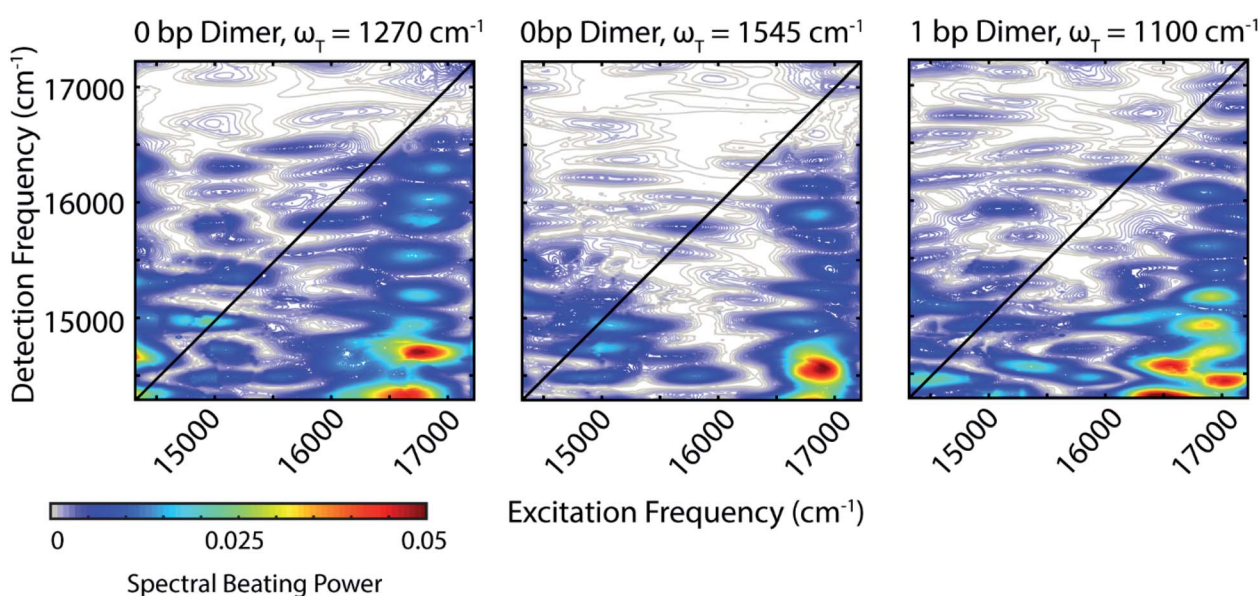 0 bp Dimer, ω_T = 1270 cm⁻¹
0bp Dimer, ω_T = 1545 cm⁻¹
1 bp Dimer, ω_T = 1100 cm⁻¹
Detection Frequency (cm⁻¹)
17000
16000
15000
15000 16000 17000
15000 16000 17000
15000 16000 17000
Excitation Frequency (cm⁻¹)
0 0.025 0.05
Spectral Beating Power